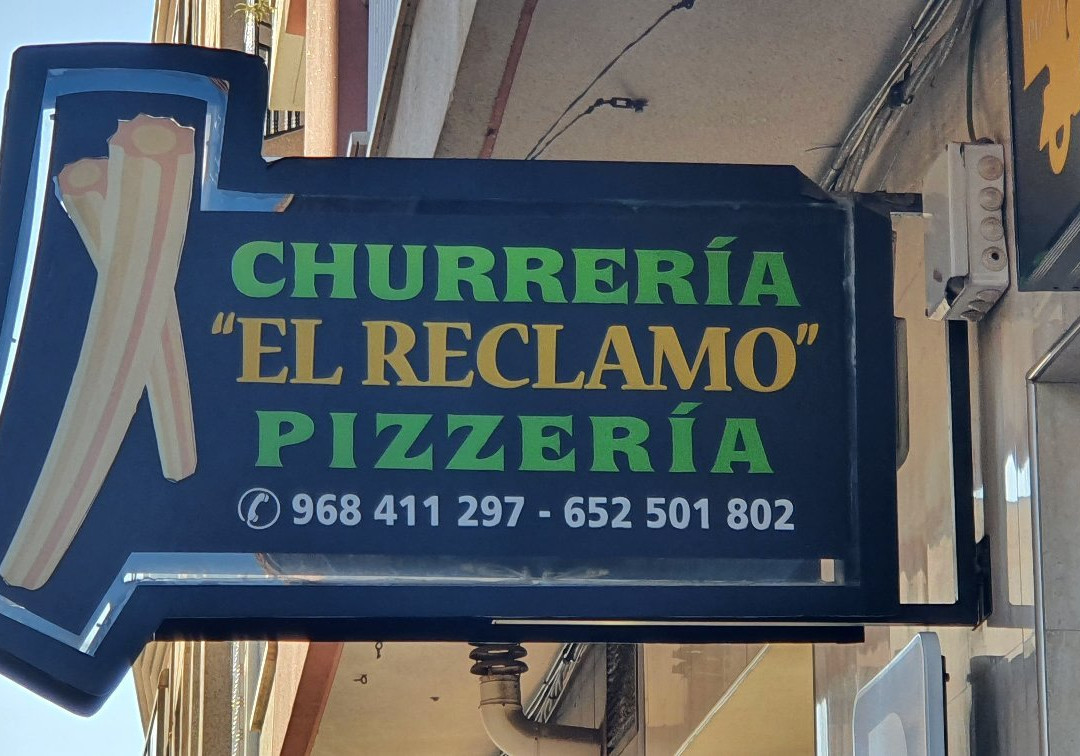 CHURRERÍA
“EL RECLAMO”
PIZZERÍA
968 411 297 - 652 501 802